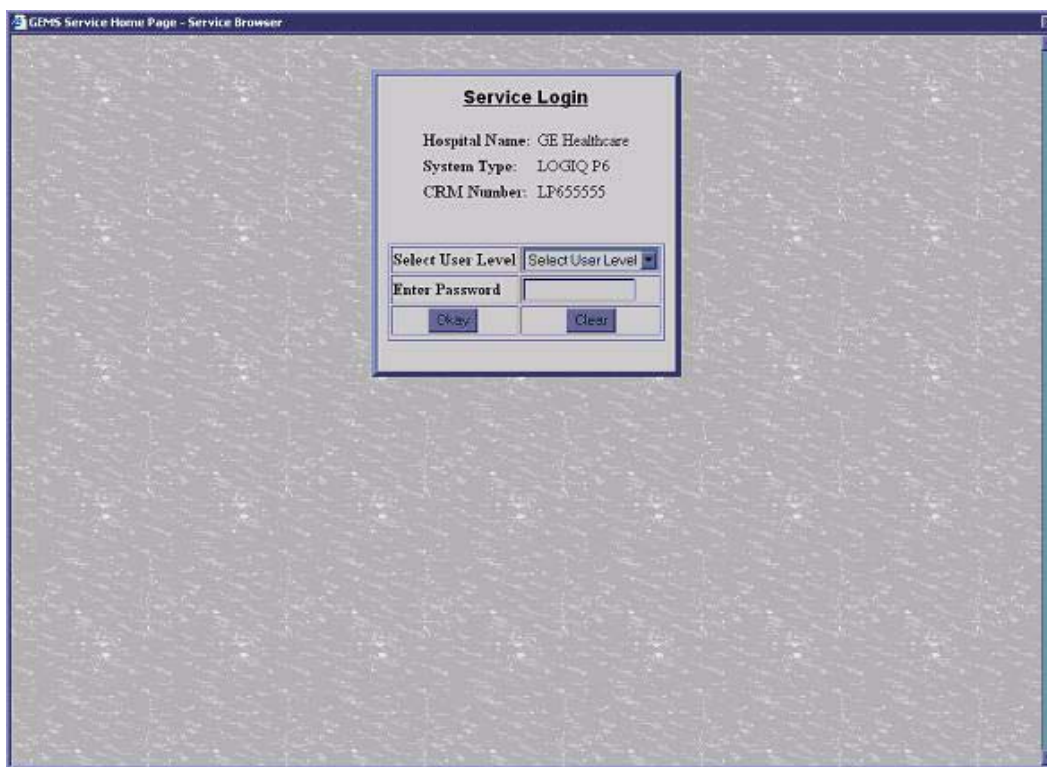 GEMS Service Home Page - Service Browser
Service Login
Hospital Name: GE Healthcare
System Type: LOGIQ P6
CRM Number: LP655555
Select User Level Select User Level
Enter Password
Okay Clear